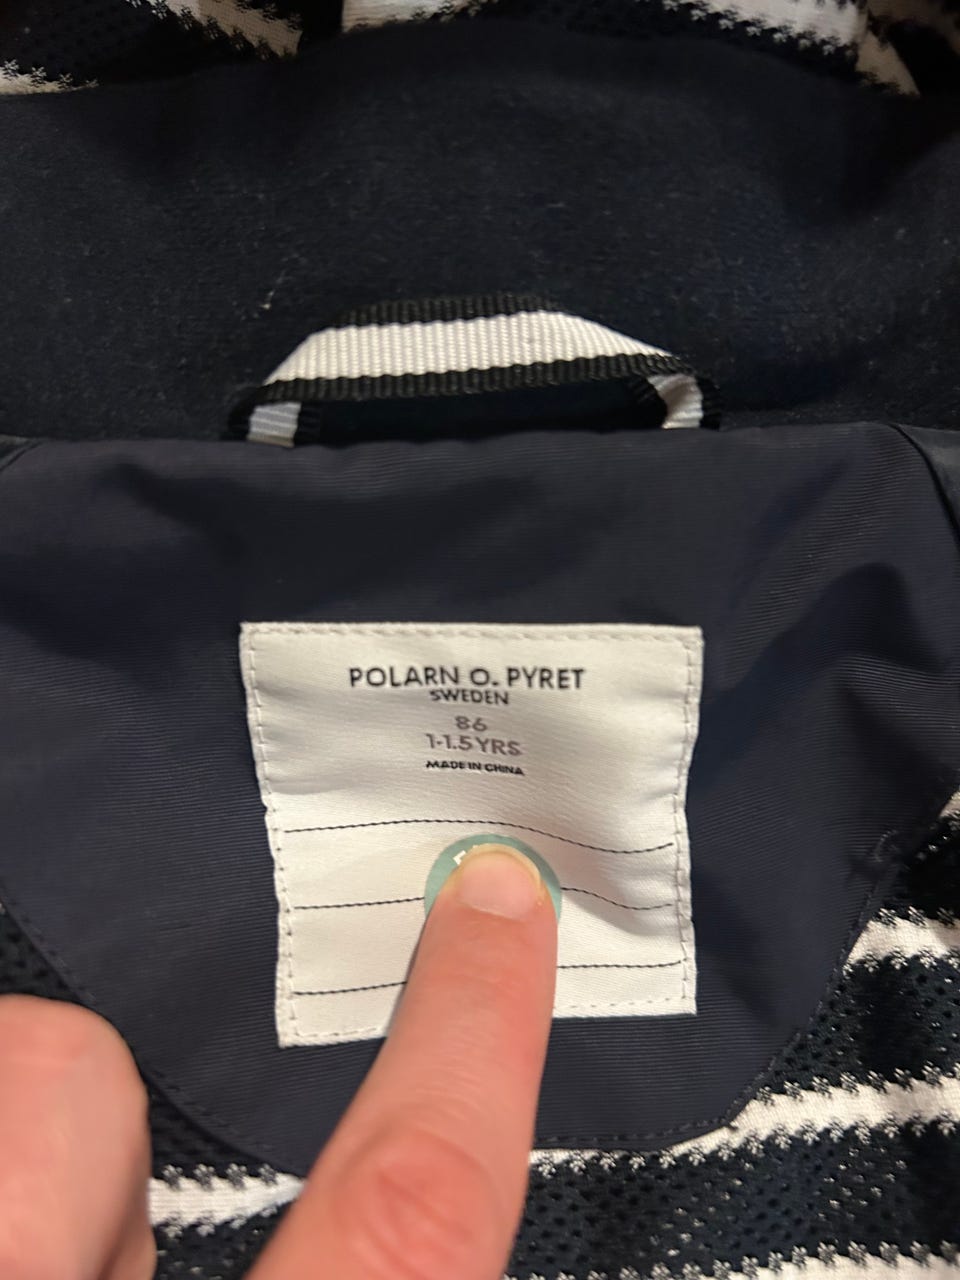 POLARN O. PYRET
SWEDEN
86
1-1.5 YRS
MADE IN CHINA